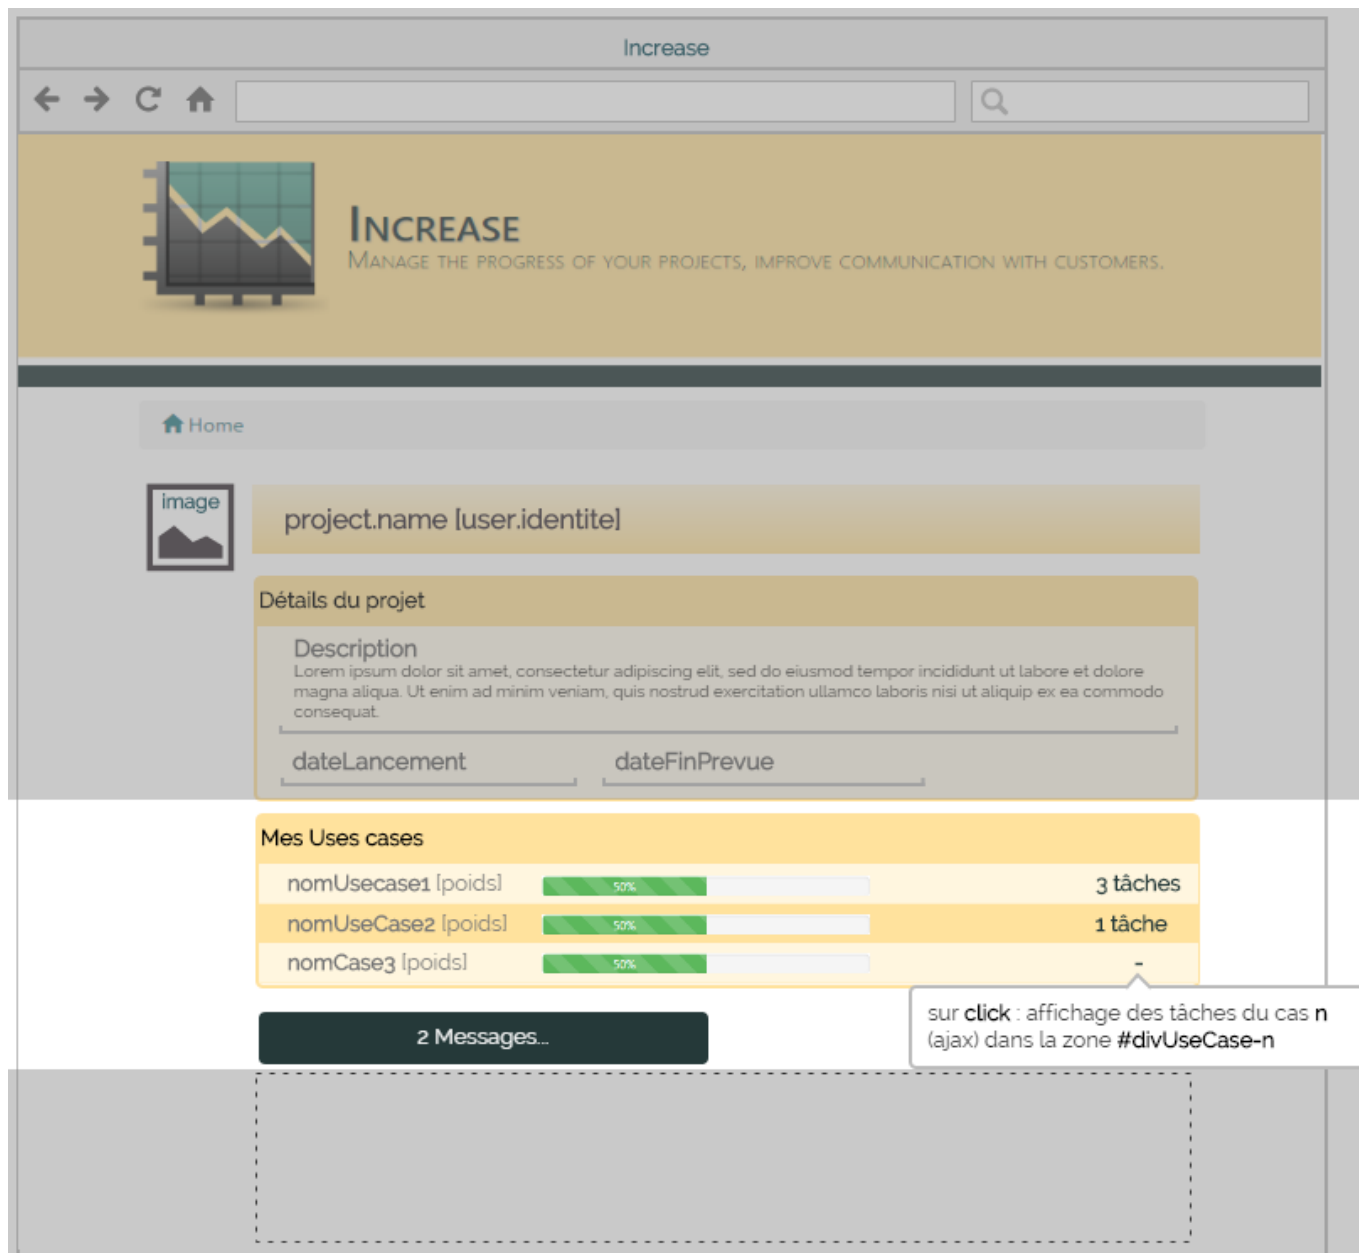 Increase
INCREASE
MANAGE THE PROGRESS OF YOUR PROJECTS, IMPROVE COMMUNICATION WITH CUSTOMERS.
Home
image
project.name [user.identite]
Détails du projet
Description
Lorem ipsum dolor sit amet, consectetur adipiscing elit, sed do eiusmod tempor incididunt ut labore et dolore
magna aliqua. Ut enim ad minim veniam, quis nostrud exercitation ullamco laboris nisi ut aliquip ex ea commodo
consequat.
dateLancement dateFinPrevue
Mes Uses cases
nomUsecase1 [poids] 50% 3 tâches
nomUseCase2 [poids] 50% 1 tâche
nomCase3 [poids] 50% -
sur click : affichage des tâches du cas n
(ajax) dans la zone #divUseCase-n
2 Messages...